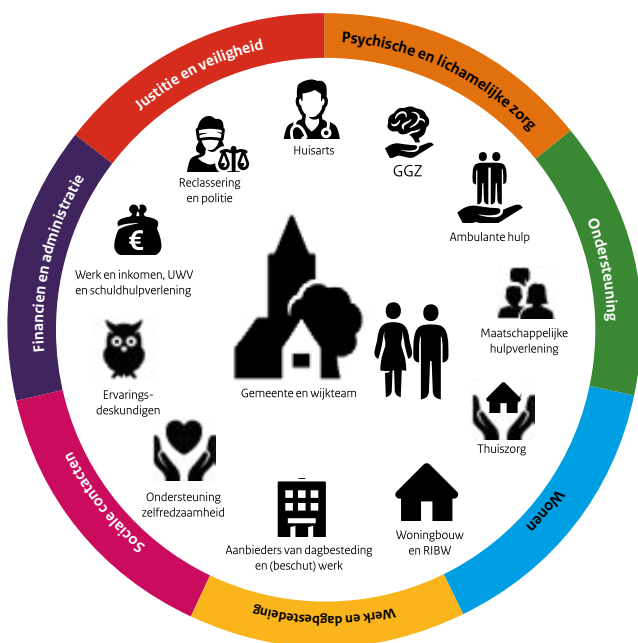 Justitie en veiligheid
Psychische en lichamelijke zorg
Ondersteuning
Wonen
Werk en dagbestedeing
Sociale contacten
Financien en administratie
Huisarts
GGZ
Ambulante hulp
Maatschappelijke
hulpverlening
Thuiszorg
Woningbouw
en RIBW
Aanbieders van dagbesteding
en (beschut) werk
Ondersteuning
zelfredzaamheid
Ervarings-
deskundigen
Werk en inkomen, UWV
en schuldhulpverlening
Reclassering
en politie
Gemeente en wijkteam